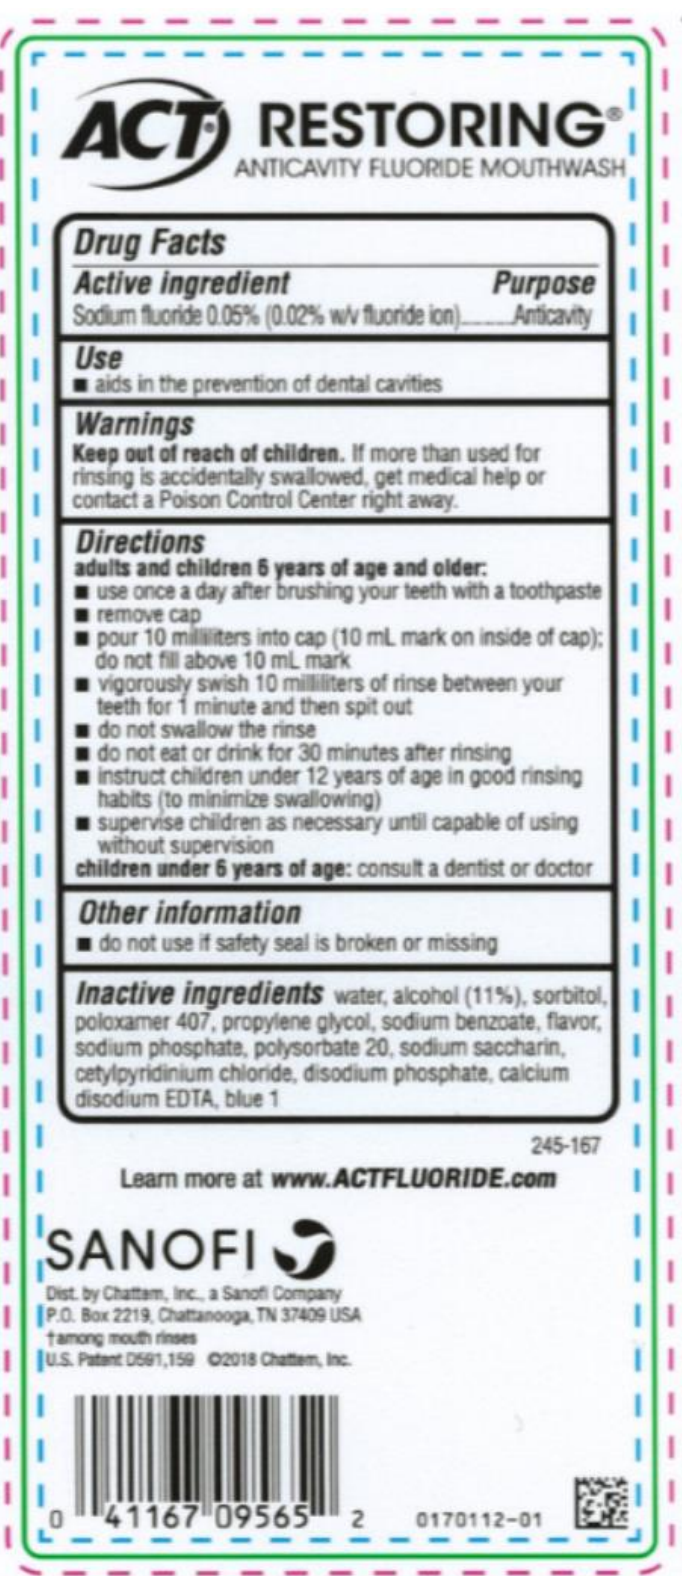 ACT® RESTORING®
ANTICAVITY FLUORIDE MOUTHWASH
Drug Facts
Active ingredient Purpose
Sodium fluoride 0.05% (0.02% w/v fluoride ion).........Anticavity
Use
■ aids in the prevention of dental cavities
Warnings
Keep out of reach of children. If more than used for
rinsing is accidentally swallowed, get medical help or
contact a Poison Control Center right away.
Directions
adults and children 6 years of age and older:
■ use once a day after brushing your teeth with a toothpaste
■ remove cap
■ pour 10 milliliters into cap (10 mL mark on inside of cap);
do not fill above 10 mL mark
■ vigorously swish 10 milliliters of rinse between your
teeth for 1 minute and then spit out
■ do not swallow the rinse
■ do not eat or drink for 30 minutes after rinsing
■ instruct children under 12 years of age in good rinsing
habits (to minimize swallowing)
■ supervise children as necessary until capable of using
without supervision
children under 6 years of age: consult a dentist or doctor
Other information
■ do not use if safety seal is broken or missing
Inactive ingredients water, alcohol (11%), sorbitol,
poloxamer 407, propylene glycol, sodium benzoate, flavor,
sodium phosphate, polysorbate 20, sodium saccharin,
cetylpyridinium chloride, disodium phosphate, calcium
disodium EDTA, blue 1
245-167
Learn more at www.ACTFLUORIDE.com
SANOFI
Dist. by Chattem, Inc., a Sanofi Company
P.O. Box 2219, Chattanooga, TN 37409 USA
†among mouth rinses
U.S. Patent D591,159 ©2018 Chattem, Inc.
0 41167 09565 2 0170112-01